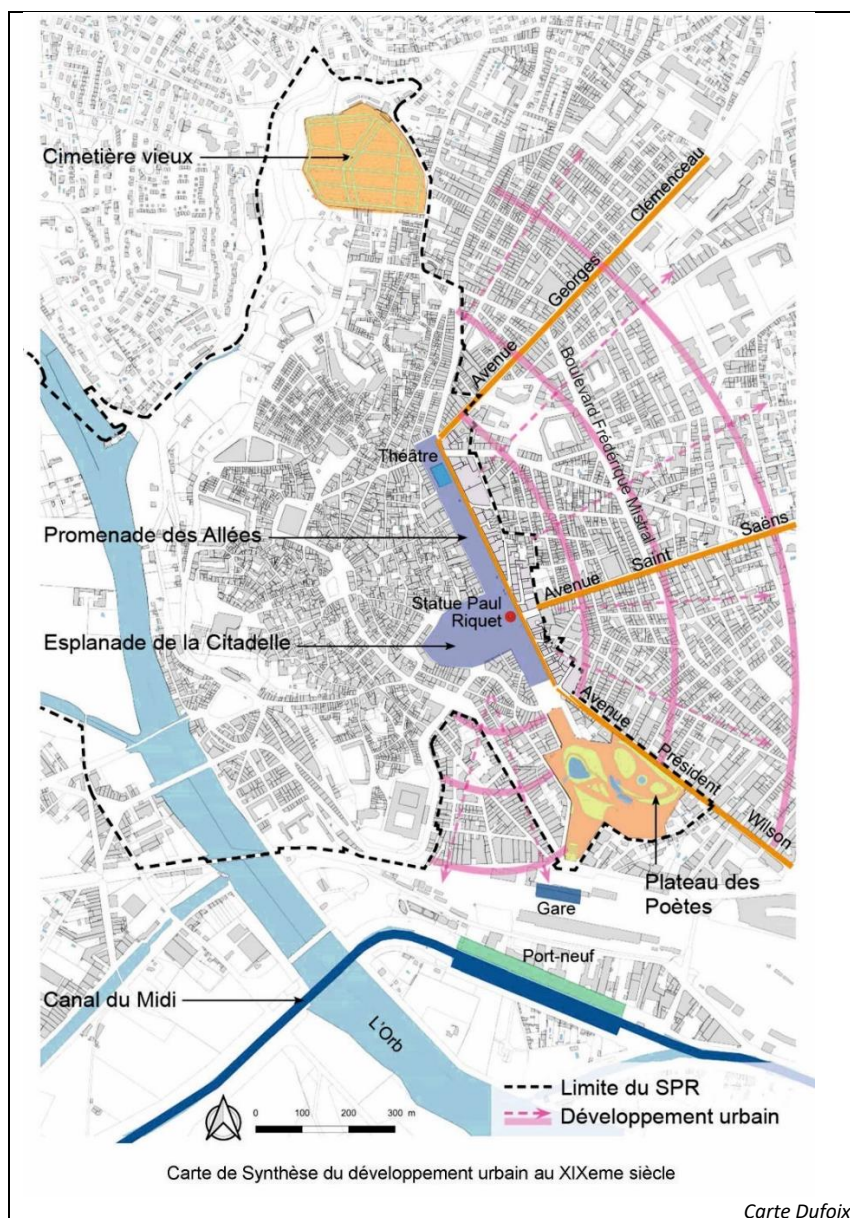 Cimetière vieux
Avenue Georges Clémenceau
Boulevard Frédérique Mistral
Théâtre
Promenade des Allées
Avenue Saint Saëns
Statue Paul
Riquet
Esplanade de la Citadelle
Avenue Président Wilson
Plateau des
Poètes
Gare
Port-neuf
Canal du Midi
L'Orb
Limite du SPR
0 100 200 300 m
Développement urbain
Carte de Synthèse du développement urbain au XIXeme siècle
Carte Dufoix